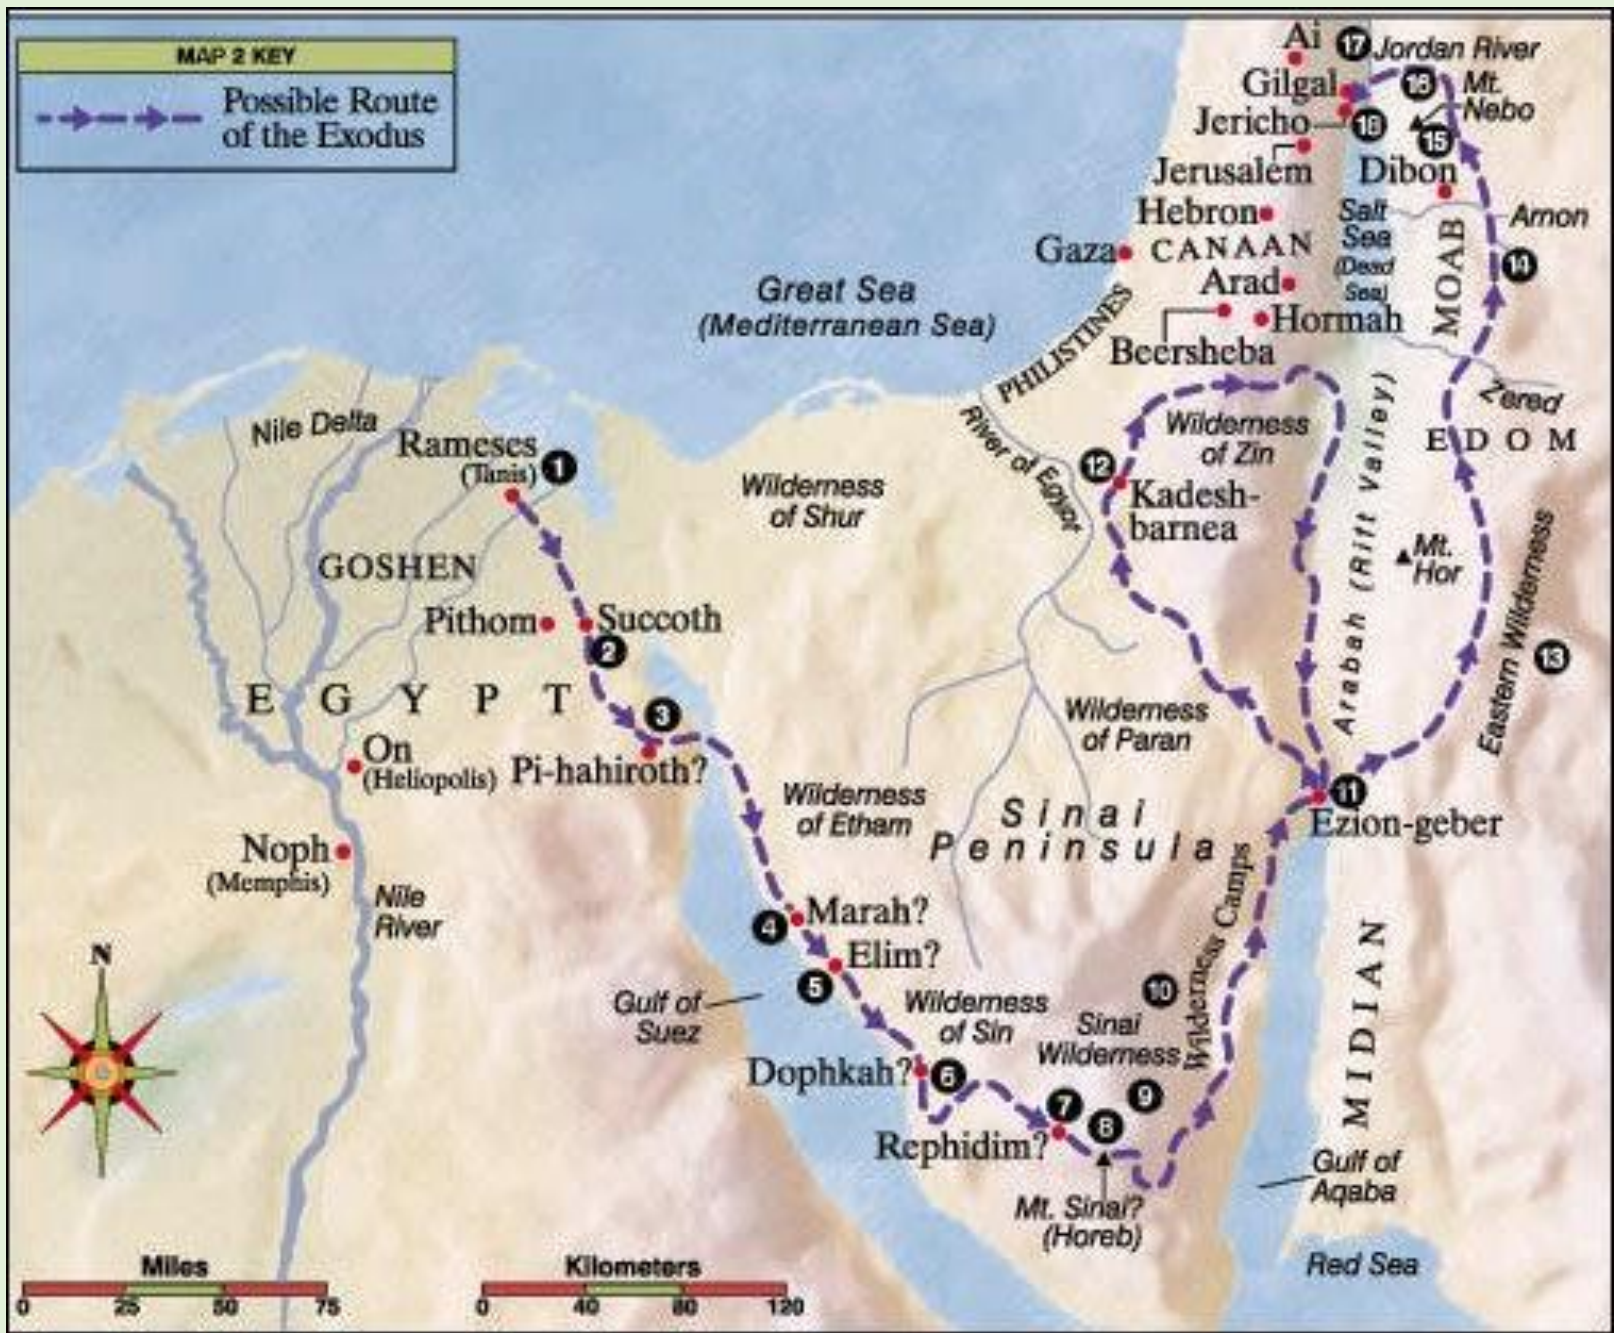 MAP 2 KEY
Possible Route
of the Exodus
Ai
17
Jordan River
Gilgal
16
Mt.
Nebo
Jericho
18
15
Jerusalem
Dibon
Hebron
Salt
Sea
(Dead
Sea)
Arnon
Gaza
CANAAN
MOAB
14
Arad
Great Sea
(Mediterranean Sea)
Hormah
PHILISTINES
Beersheba
Zered
Nile Delta
Rameses
(Tanis)
1
River of Egypt
Wilderness
of Zin
EDOM
12
Kadesh-
barnea
Wilderness
of Shur
Arabah (Rift Valley)
Mt.
Hor
GOSHEN
Pithom
Succoth
2
Eastern Wilderness
13
EGYPT
3
Wilderness
of Paran
On
(Heliopolis)
Pi-hahiroth?
11
Wilderness
of Etham
Sinai
Peninsula
Ezion-geber
Noph
(Memphis)
Nile
River
Marah?
4
Elim?
5
Wilderness Camps
N
Gulf of
Suez
Wilderness
of Sin
10
Sinai
Wilderness
MIDIAN
Dophkah?
6
9
7
8
Rephidim?
Gulf of
Aqaba
Mt. Sinai?
(Horeb)
Red Sea
Miles
0 25 50 75
Kilometers
0 40 80 120